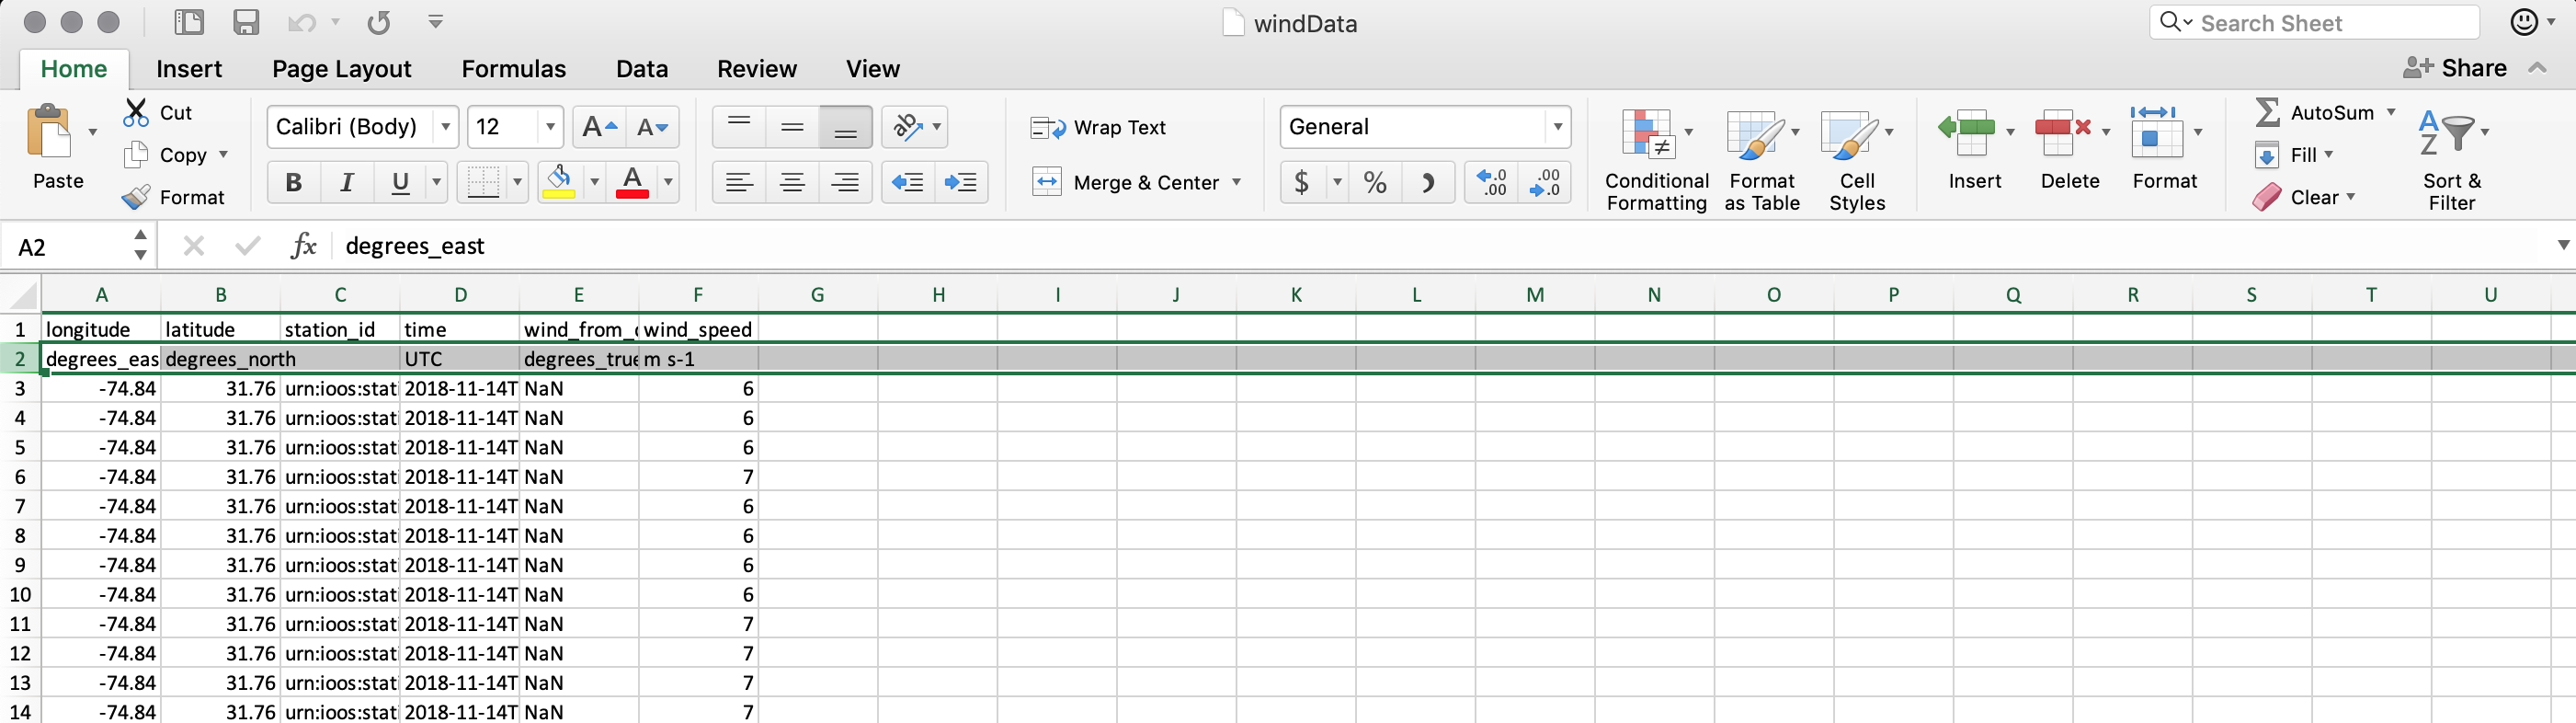 windData
Search Sheet
Home Insert Page Layout Formulas Data Review View
Share
Paste
Cut
Copy
Format
Calibri (Body) 12 A A
B I U A
ab
Wrap Text
Merge & Center
General
$ % .0 .00 .00 .0
Conditional Formatting
Format as Table
Cell Styles
Insert
Delete
Format
AutoSum
Fill
Clear
A Z
Sort & Filter
A2 fx degrees_east
A B C D E F G H I J K L M N O P Q R S T U
1 longitude latitude station_id time wind_from_ wind_speed
2 degrees_eas degrees_north UTC degrees_true m s-1
3 -74.84 31.76 urn:ioos:stat 2018-11-14T NaN 6
4 -74.84 31.76 urn:ioos:stat 2018-11-14T NaN 6
5 -74.84 31.76 urn:ioos:stat 2018-11-14T NaN 6
6 -74.84 31.76 urn:ioos:stat 2018-11-14T NaN 7
7 -74.84 31.76 urn:ioos:stat 2018-11-14T NaN 6
8 -74.84 31.76 urn:ioos:stat 2018-11-14T NaN 6
9 -74.84 31.76 urn:ioos:stat 2018-11-14T NaN 6
10 -74.84 31.76 urn:ioos:stat 2018-11-14T NaN 6
11 -74.84 31.76 urn:ioos:stat 2018-11-14T NaN 7
12 -74.84 31.76 urn:ioos:stat 2018-11-14T NaN 7
13 -74.84 31.76 urn:ioos:stat 2018-11-14T NaN 7
14 -74.84 31.76 urn:ioos:stat 2018-11-14T NaN 7